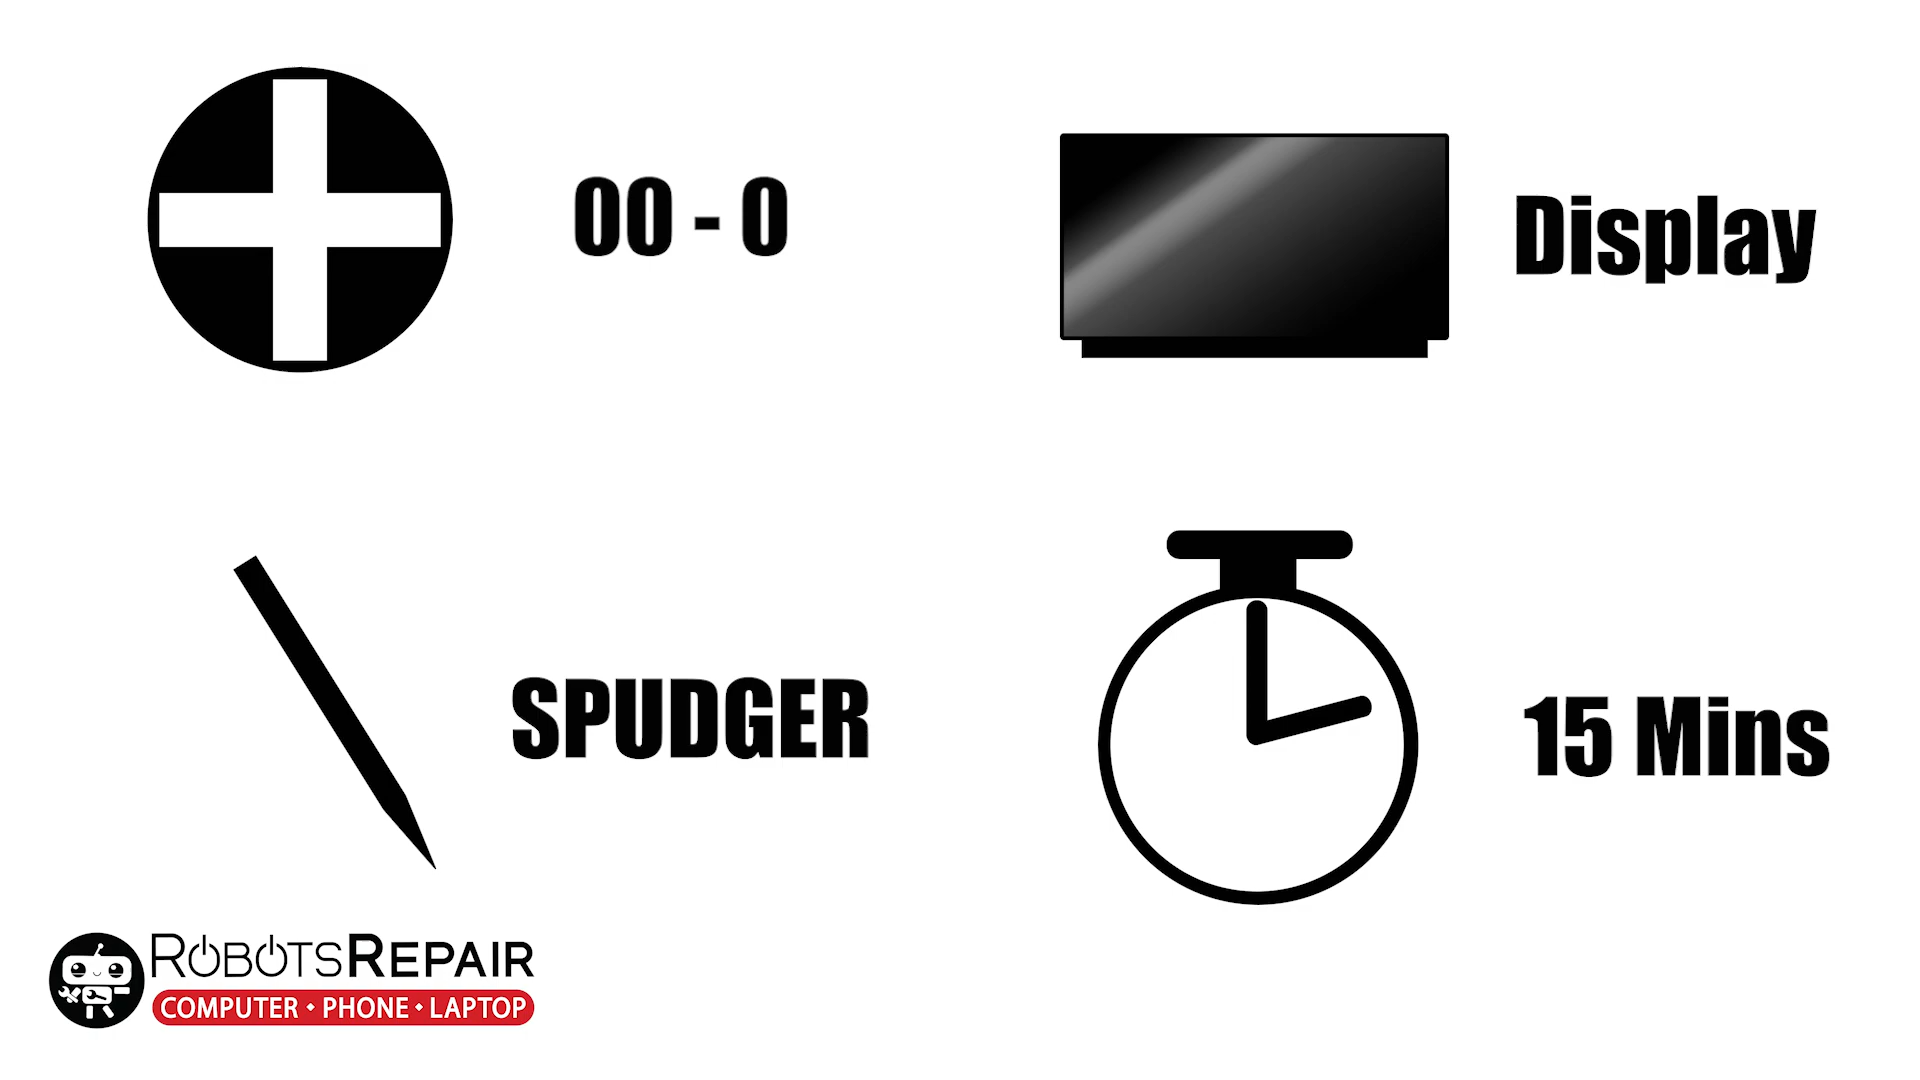 00 - 0
Display
SPUDGER
15 Mins
ROBOTSREPAIR
COMPUTER • PHONE • LAPTOP